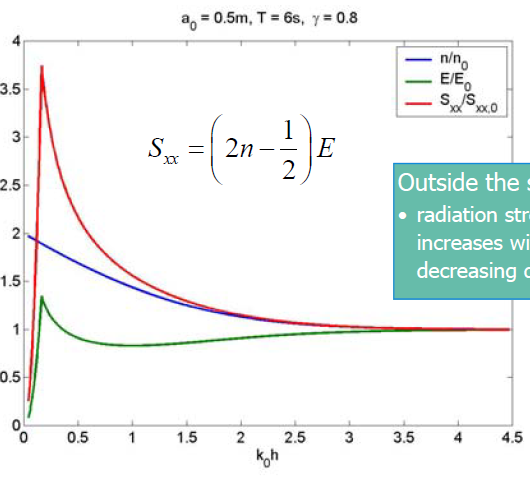 a₀ = 0.5m, T = 6s, γ = 0.8
4
3.5
3
2.5
2
1.5
1
0.5
0
n/n₀
E/E₀
Sₓₓ/Sₓₓ,₀
Sₓₓ = (2n − 1/2) E
Outside the s
• radiation stre
increases wi
decreasing d
0 0.5 1 1.5 2 2.5 3 3.5 4 4.5
k₀h